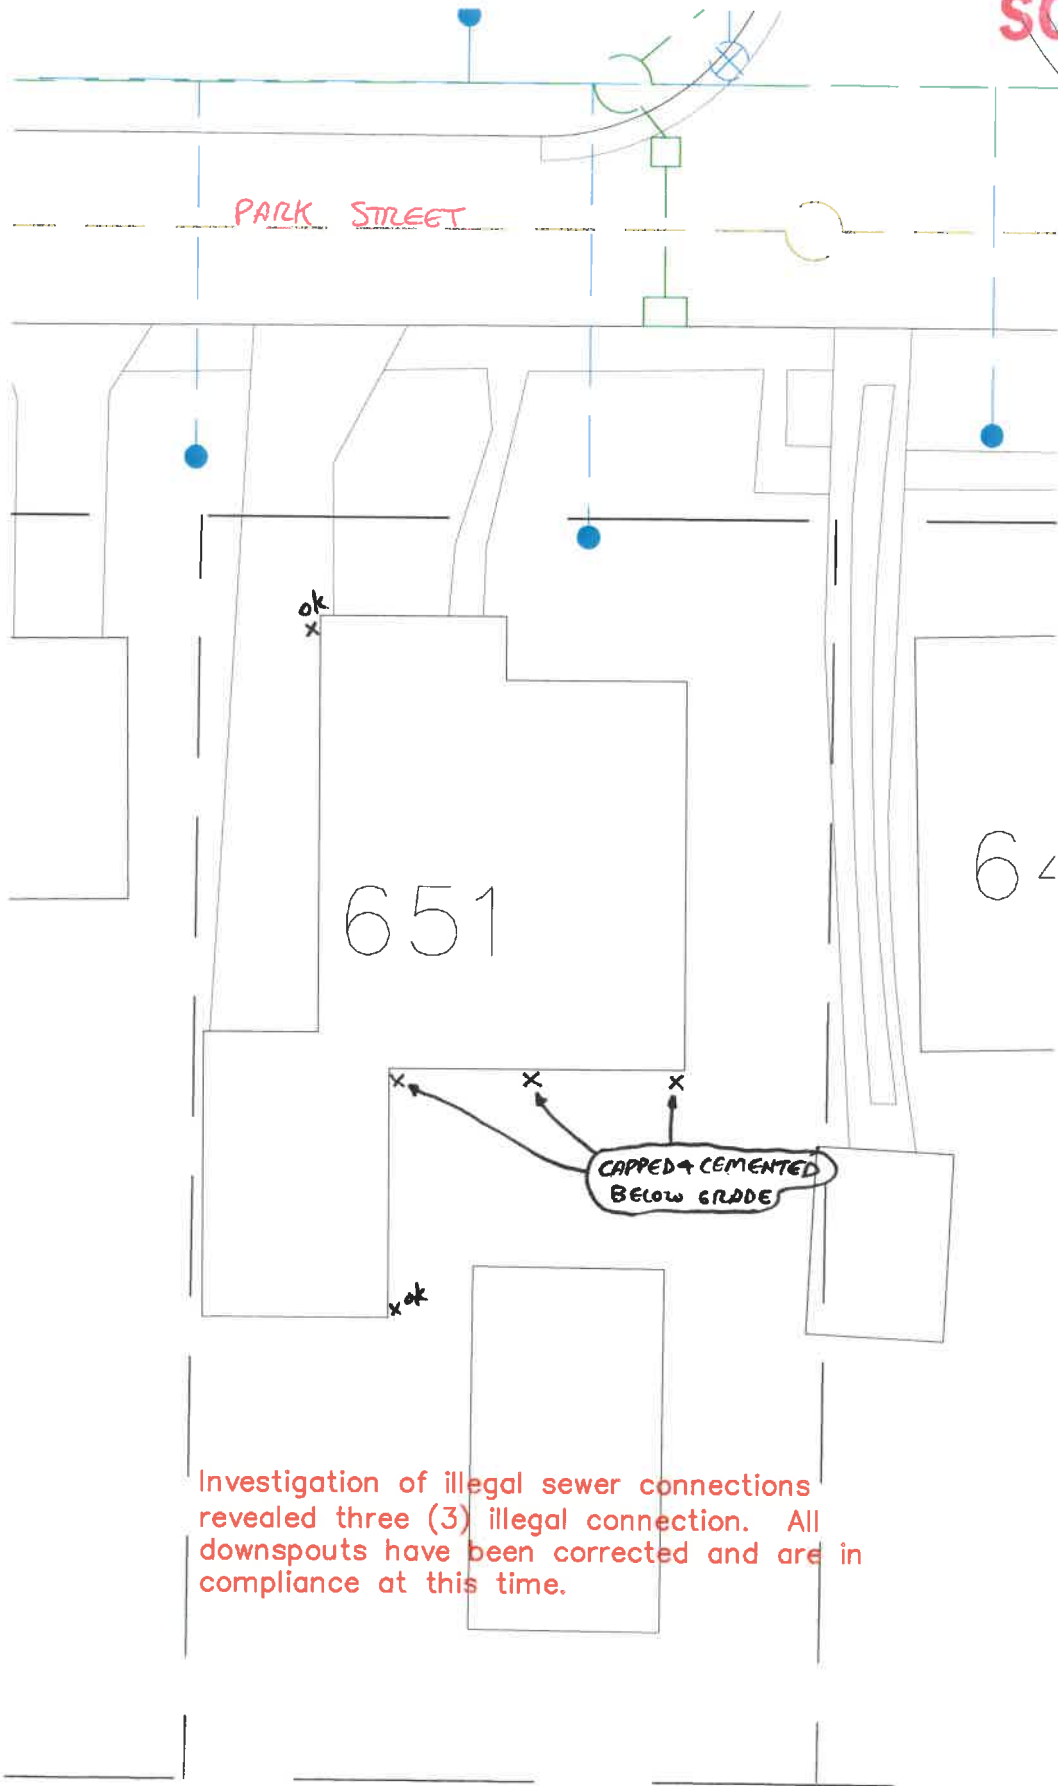 PARK STREET
ok
x
651
x x x
CAPPED & CEMENTED
BELOW GRADE
x ok
Investigation of illegal sewer connections
revealed three (3) illegal connection. All
downspouts have been corrected and are in
compliance at this time.